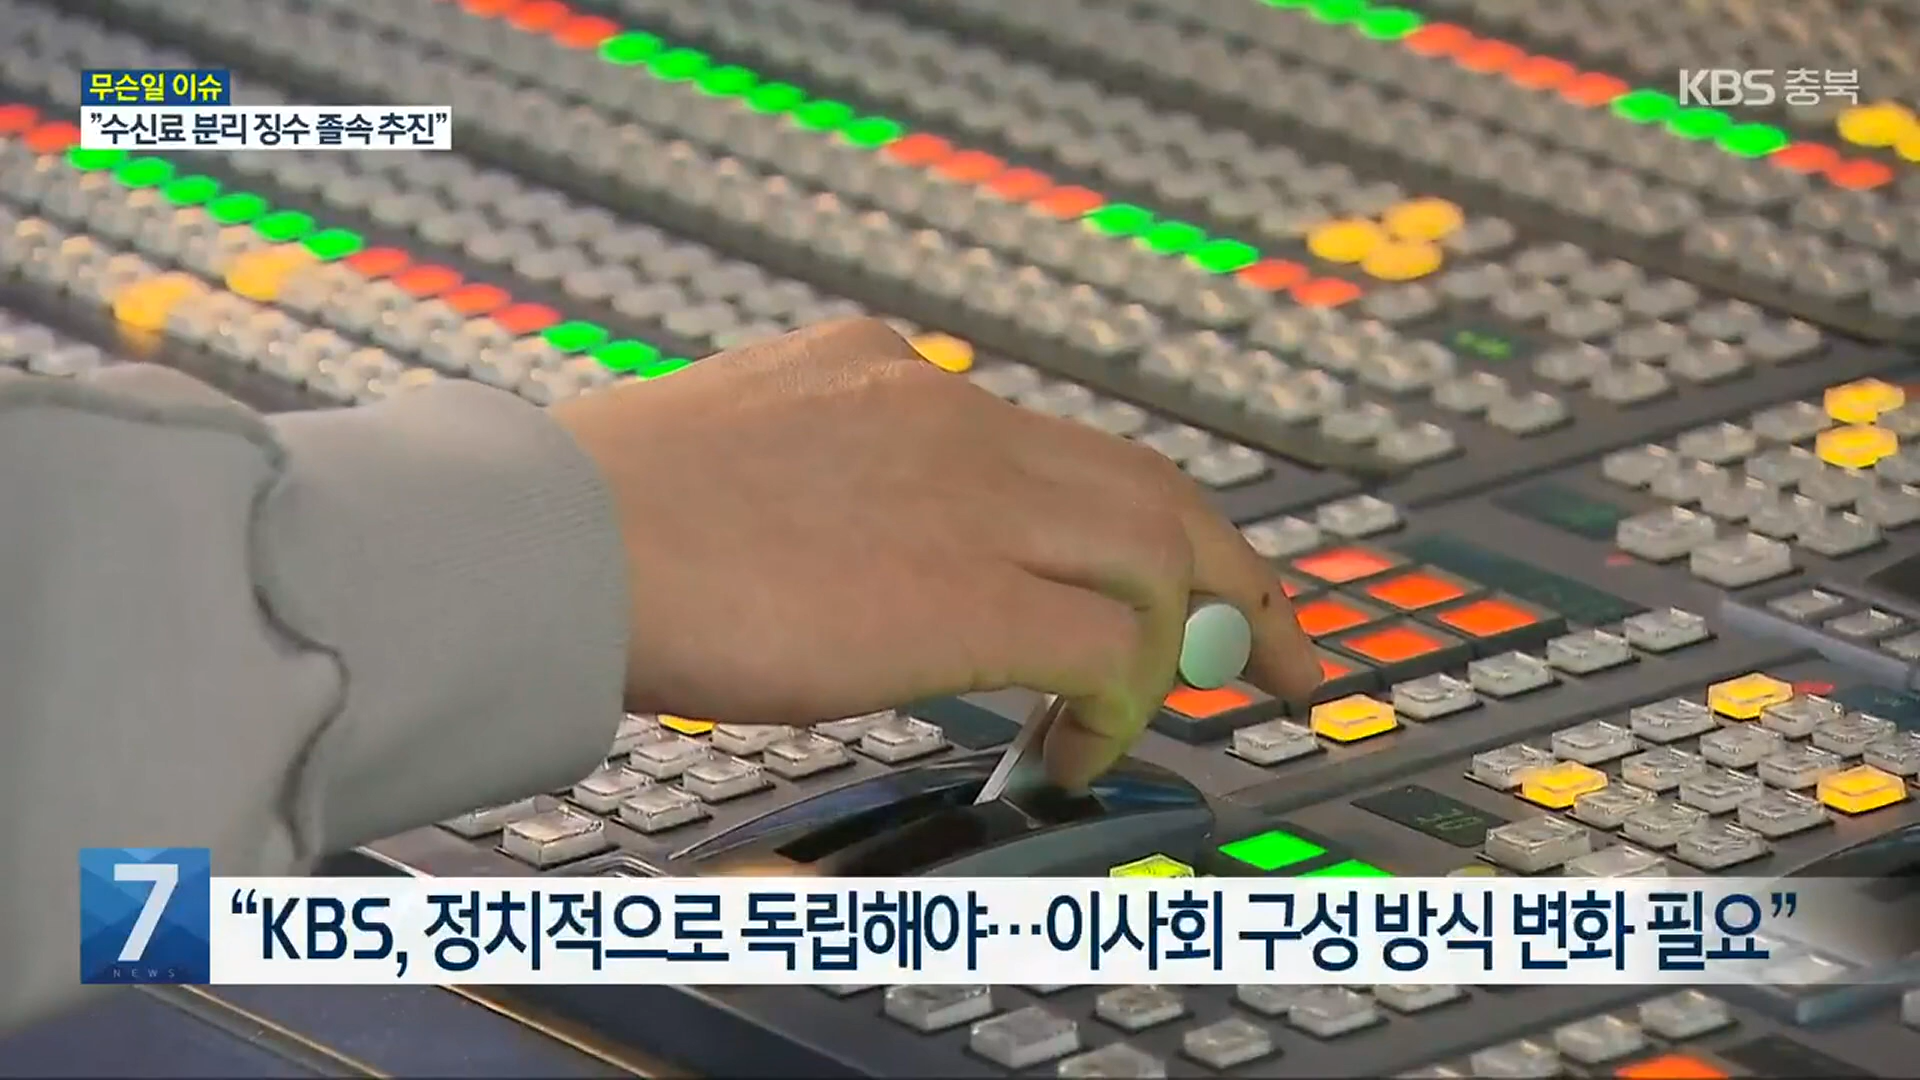 무슨일 이슈
"수신료 분리 징수 졸속 추진"
KBS 충북
7
NEWS
“KBS, 정치적으로 독립해야…이사회 구성 방식 변화 필요”